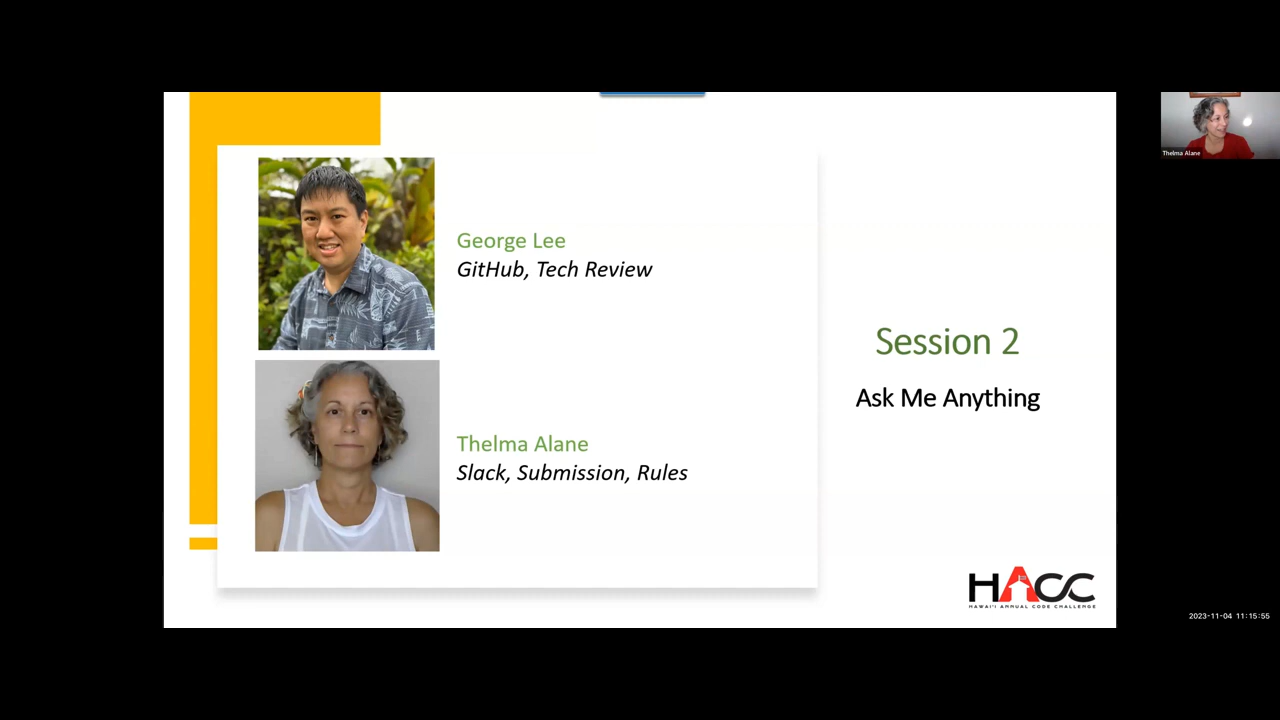 George Lee
GitHub, Tech Review
Thelma Alane
Slack, Submission, Rules
Session 2
Ask Me Anything
HACC
HAWAI'I ANNUAL CODE CHALLENGE
Thelma Alane
2023-11-04 11:15:55